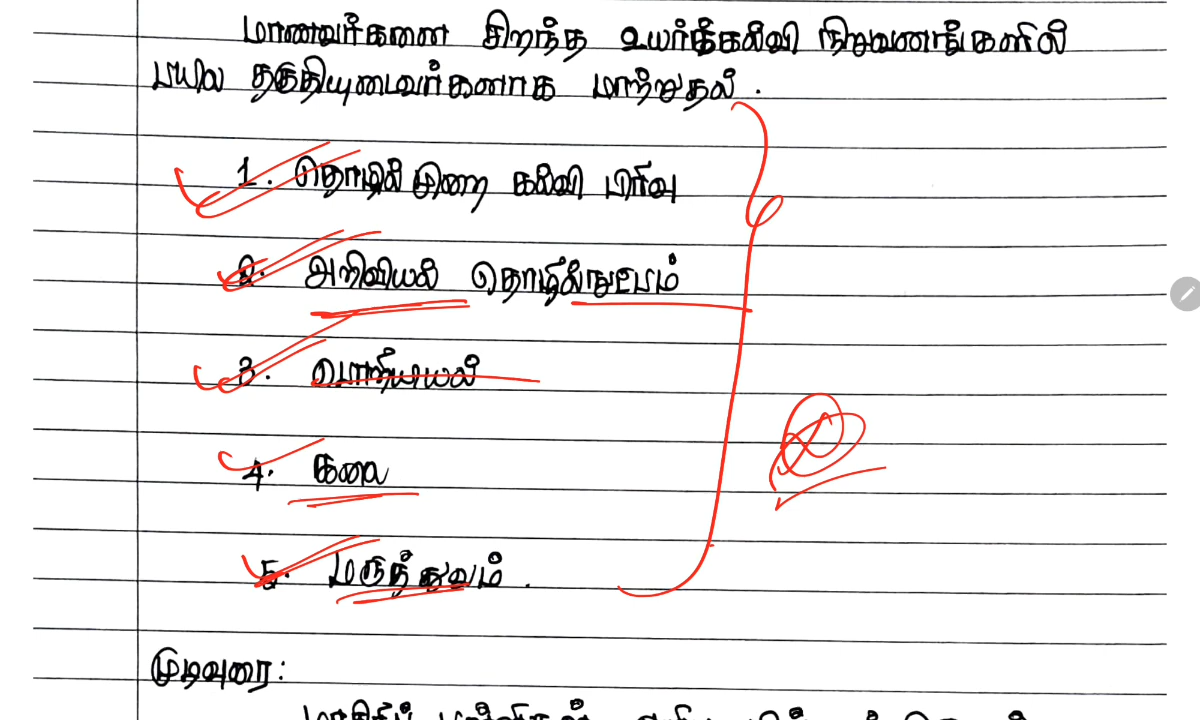 மாணவர்களை சிறந்த உயர்க்கல்வி நிறுவனங்களில்
பயில தகுதியுடைவர்களாக மாற்றுதல் .
1. தொழில் துறை கல்வி பிரிவு
2. அறிவியல் தொழில்நுட்பம்
3. பொறியியல்
4. கலை
5. மருத்துவம் .
முடிவுரை :